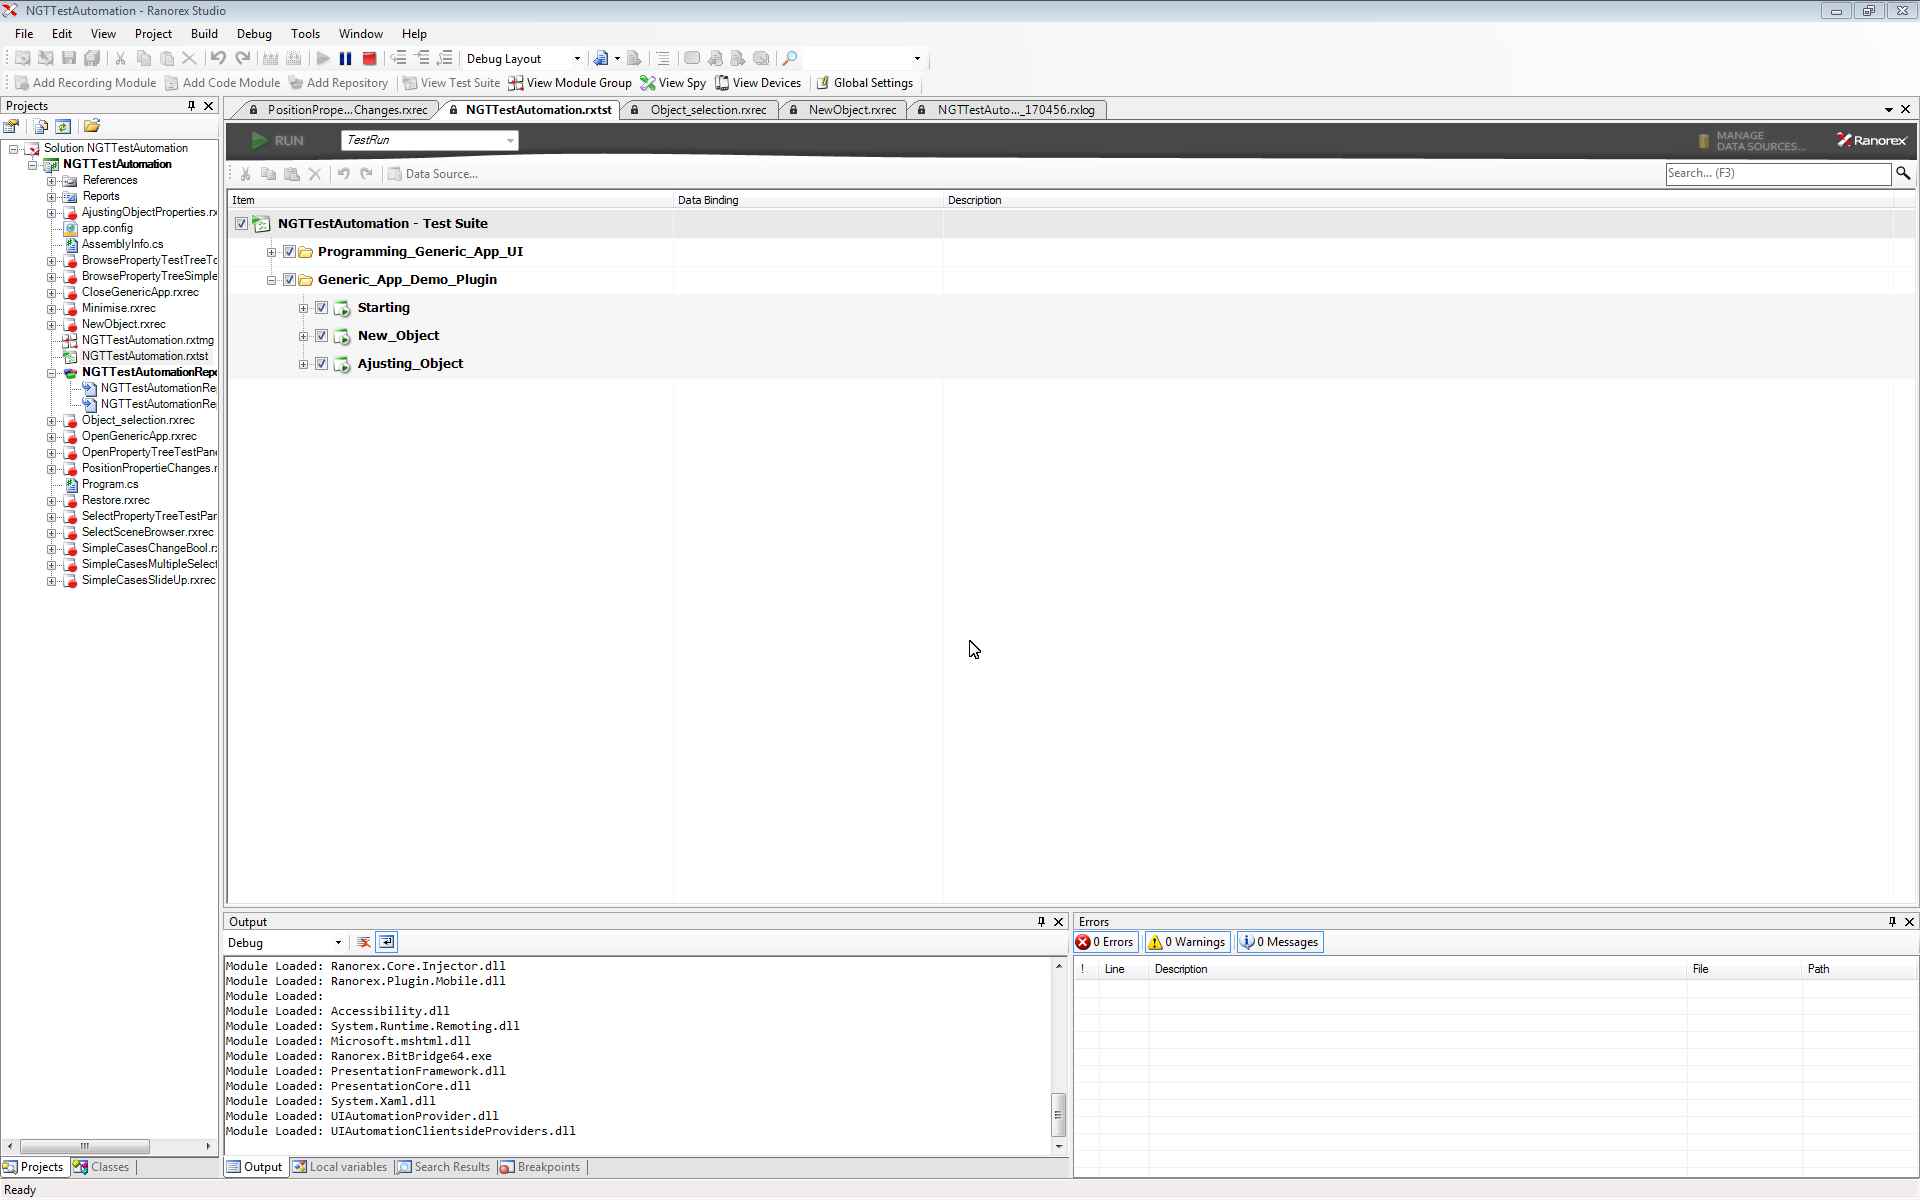 NGTTestAutomation - Ranorex Studio
File Edit View Project Build Debug Tools Window Help
Debug Layout
Add Recording Module Add Code Module Add Repository View Test Suite View Module Group View Spy View Devices Global Settings
Projects
PositionPrope...Changes.rxrec NGTTestAutomation.rxtst Object_selection.rxrec NewObject.rxrec NGTTestAuto..._170456.rxlog
Solution NGTTestAutomation
NGTTestAutomation
References
Reports
AjustingObjectProperties.rx
app.config
AssemblyInfo.cs
BrowsePropertyTestTreeTc
BrowsePropertyTreeSimple
CloseGenericApp.rxrec
Minimise.rxrec
NewObject.rxrec
NGTTestAutomation.rxtmg
NGTTestAutomation.rxtst
NGTTestAutomationRepo
NGTTestAutomationRe
NGTTestAutomationRe
Object_selection.rxrec
OpenGenericApp.rxrec
OpenPropertyTreeTestPan
PositionPropertieChanges.r
Program.cs
Restore.rxrec
SelectPropertyTreeTestPar
SelectSceneBrowser.rxrec
SimpleCasesChangeBool.rx
SimpleCasesMultipleSelect
SimpleCasesSlideUp.rxrec
Projects Classes
RUN TestRun MANAGE DATA SOURCES... Ranorex
Data Source... Search... (F3)
Item Data Binding Description
NGTTestAutomation - Test Suite
Programming_Generic_App_UI
Generic_App_Demo_Plugin
Starting
New_Object
Ajusting_Object
Output
Debug
Module Loaded: Ranorex.Core.Injector.dll
Module Loaded: Ranorex.Plugin.Mobile.dll
Module Loaded:
Module Loaded: Accessibility.dll
Module Loaded: System.Runtime.Remoting.dll
Module Loaded: Microsoft.mshtml.dll
Module Loaded: Ranorex.BitBridge64.exe
Module Loaded: PresentationFramework.dll
Module Loaded: PresentationCore.dll
Module Loaded: System.Xaml.dll
Module Loaded: UIAutomationProvider.dll
Module Loaded: UIAutomationClientsideProviders.dll
Output Local variables Search Results Breakpoints
Errors
0 Errors 0 Warnings 0 Messages
! Line Description File Path
Ready